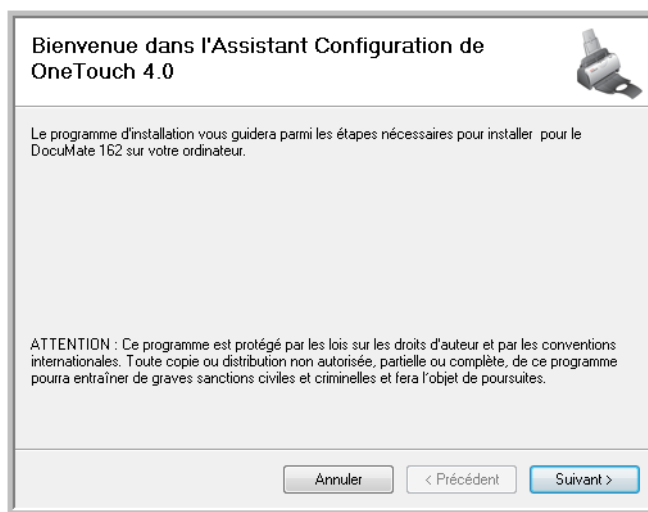 Bienvenue dans l'Assistant Configuration de
OneTouch 4.0
Le programme d'installation vous guidera parmi les étapes nécessaires pour installer  pour le
DocuMate 162 sur votre ordinateur.
ATTENTION : Ce programme est protégé par les lois sur les droits d'auteur et par les conventions
internationales. Toute copie ou distribution non autorisée, partielle ou complète, de ce programme
pourra entraîner de graves sanctions civiles et criminelles et fera l'objet de poursuites.
Annuler
< Précédent
Suivant >